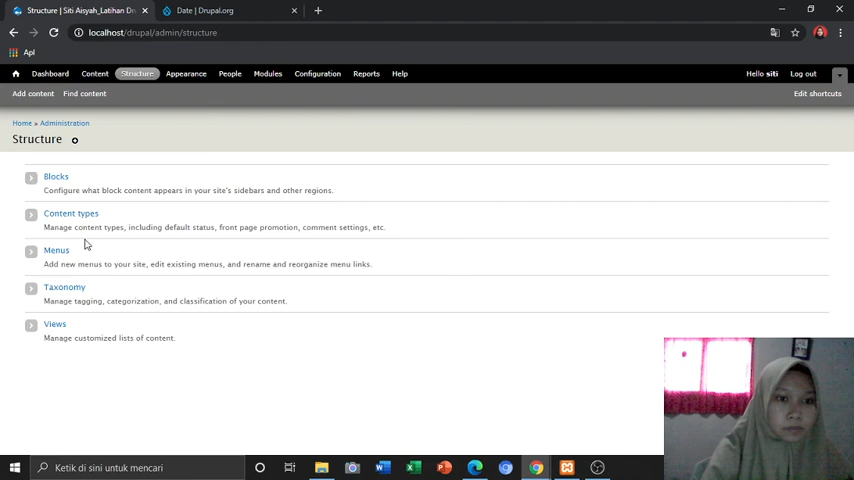 Structure | Siti Aisyah_Latihan Dr
Date | Drupal.org
localhost/drupal/admin/structure
Apl
Dashboard Content Structure Appearance People Modules Configuration Reports Help
Hello siti Log out
Add content Find content
Edit shortcuts
Home » Administration
Structure
Blocks
Configure what block content appears in your site's sidebars and other regions.
Content types
Manage content types, including default status, front page promotion, comment settings, etc.
Menus
Add new menus to your site, edit existing menus, and rename and reorganize menu links.
Taxonomy
Manage tagging, categorization, and classification of your content.
Views
Manage customized lists of content.
Ketik di sini untuk mencari